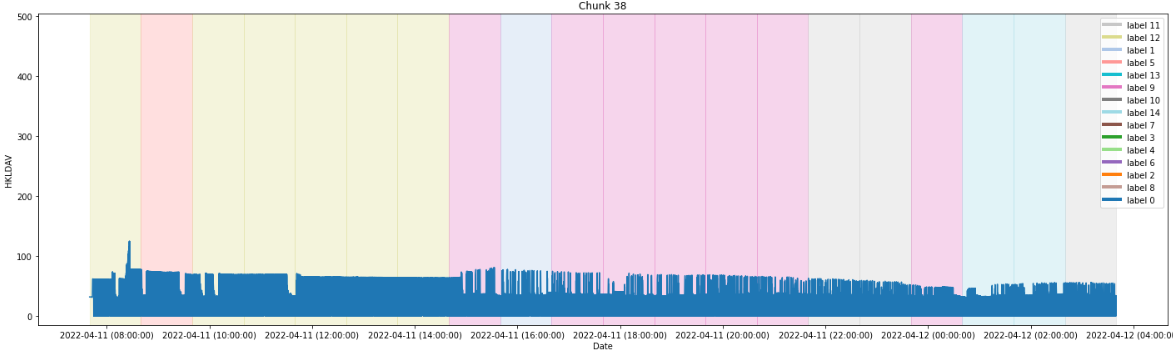 Chunk 38
500
400
300
200
100
0
HKLDAV
label 11
label 12
label 1
label 5
label 13
label 9
label 10
label 14
label 7
label 3
label 4
label 6
label 2
label 8
label 0
2022-04-11 (08:00:00) 2022-04-11 (10:00:00) 2022-04-11 (12:00:00) 2022-04-11 (14:00:00) 2022-04-11 (16:00:00) 2022-04-11 (18:00:00) 2022-04-11 (20:00:00) 2022-04-11 (22:00:00) 2022-04-12 (00:00:00) 2022-04-12 (02:00:00) 2022-04-12 (04:00:00)
Date